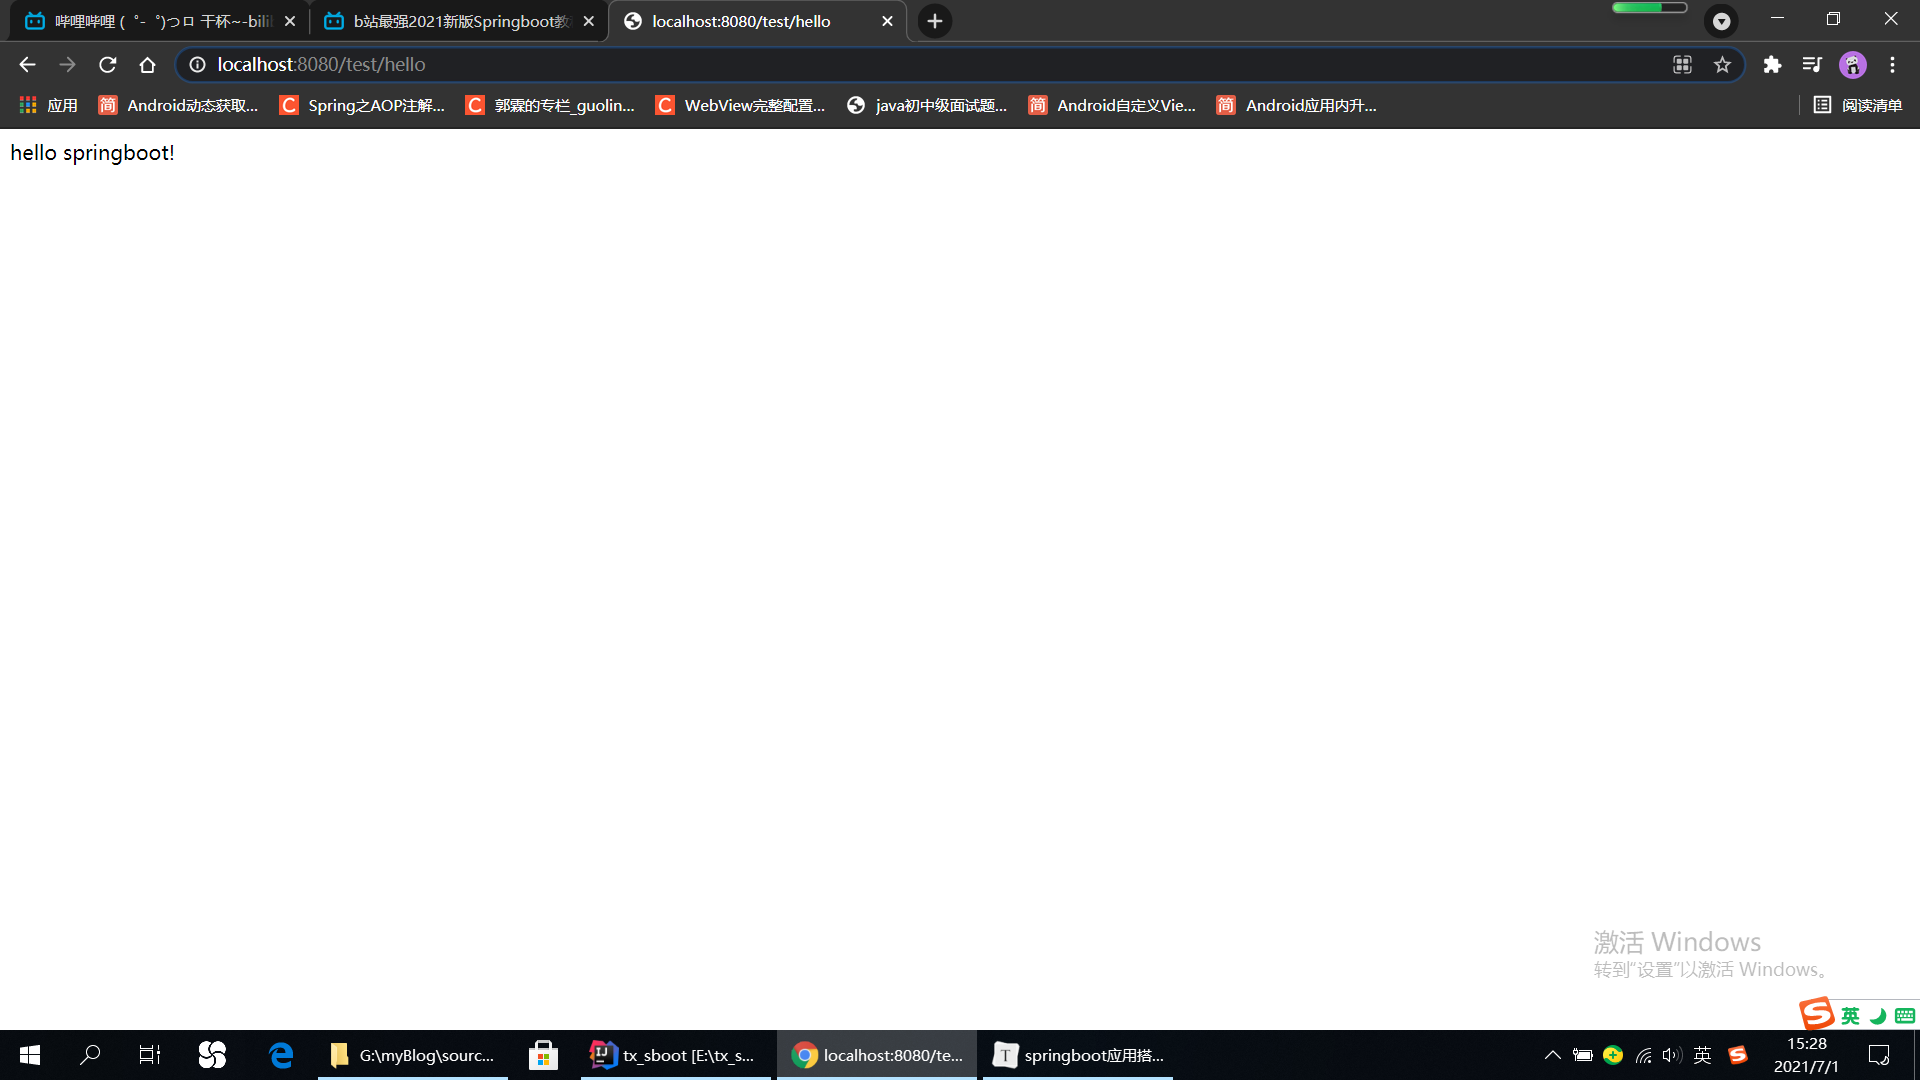 哔哩哔哩 (゜-゜)つロ 干杯~-bili
b站最强2021新版Springboot教
localhost:8080/test/hello
localhost:8080/test/hello
应用
简 Android动态获取...
C Spring之AOP注解...
C 郭霖的专栏_guolin...
C WebView完整配置...
java初中级面试题...
简 Android自定义Vie...
简 Android应用内升...
阅读清单
hello springboot!
激活 Windows
转到“设置”以激活 Windows。
S 英
G:\myBlog\sourc...
IJ tx_sboot [E:\tx_s...
localhost:8080/te...
T springboot应用搭...
英
S
15:28
2021/7/1